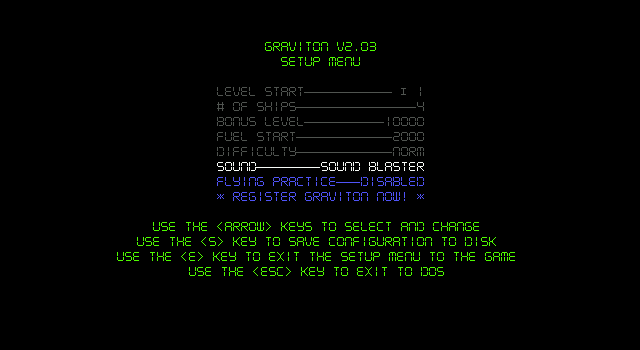 GRAVITON V2.03
SETUP MENU
LEVEL START──────────── I 1
# OF SHIPS───────────────4
BONUS LEVEL──────────10000
FUEL START────────────2000
DIFFICULTY────────────NORM
SOUND────────SOUND BLASTER
FLYING PRACTICE───DISABLED
* REGISTER GRAVITON NOW! *
USE THE <ARROW> KEYS TO SELECT AND CHANGE
USE THE <S> KEY TO SAVE CONFIGURATION TO DISK
USE THE <E> KEY TO EXIT THE SETUP MENU TO THE GAME
USE THE <ESC> KEY TO EXIT TO DOS